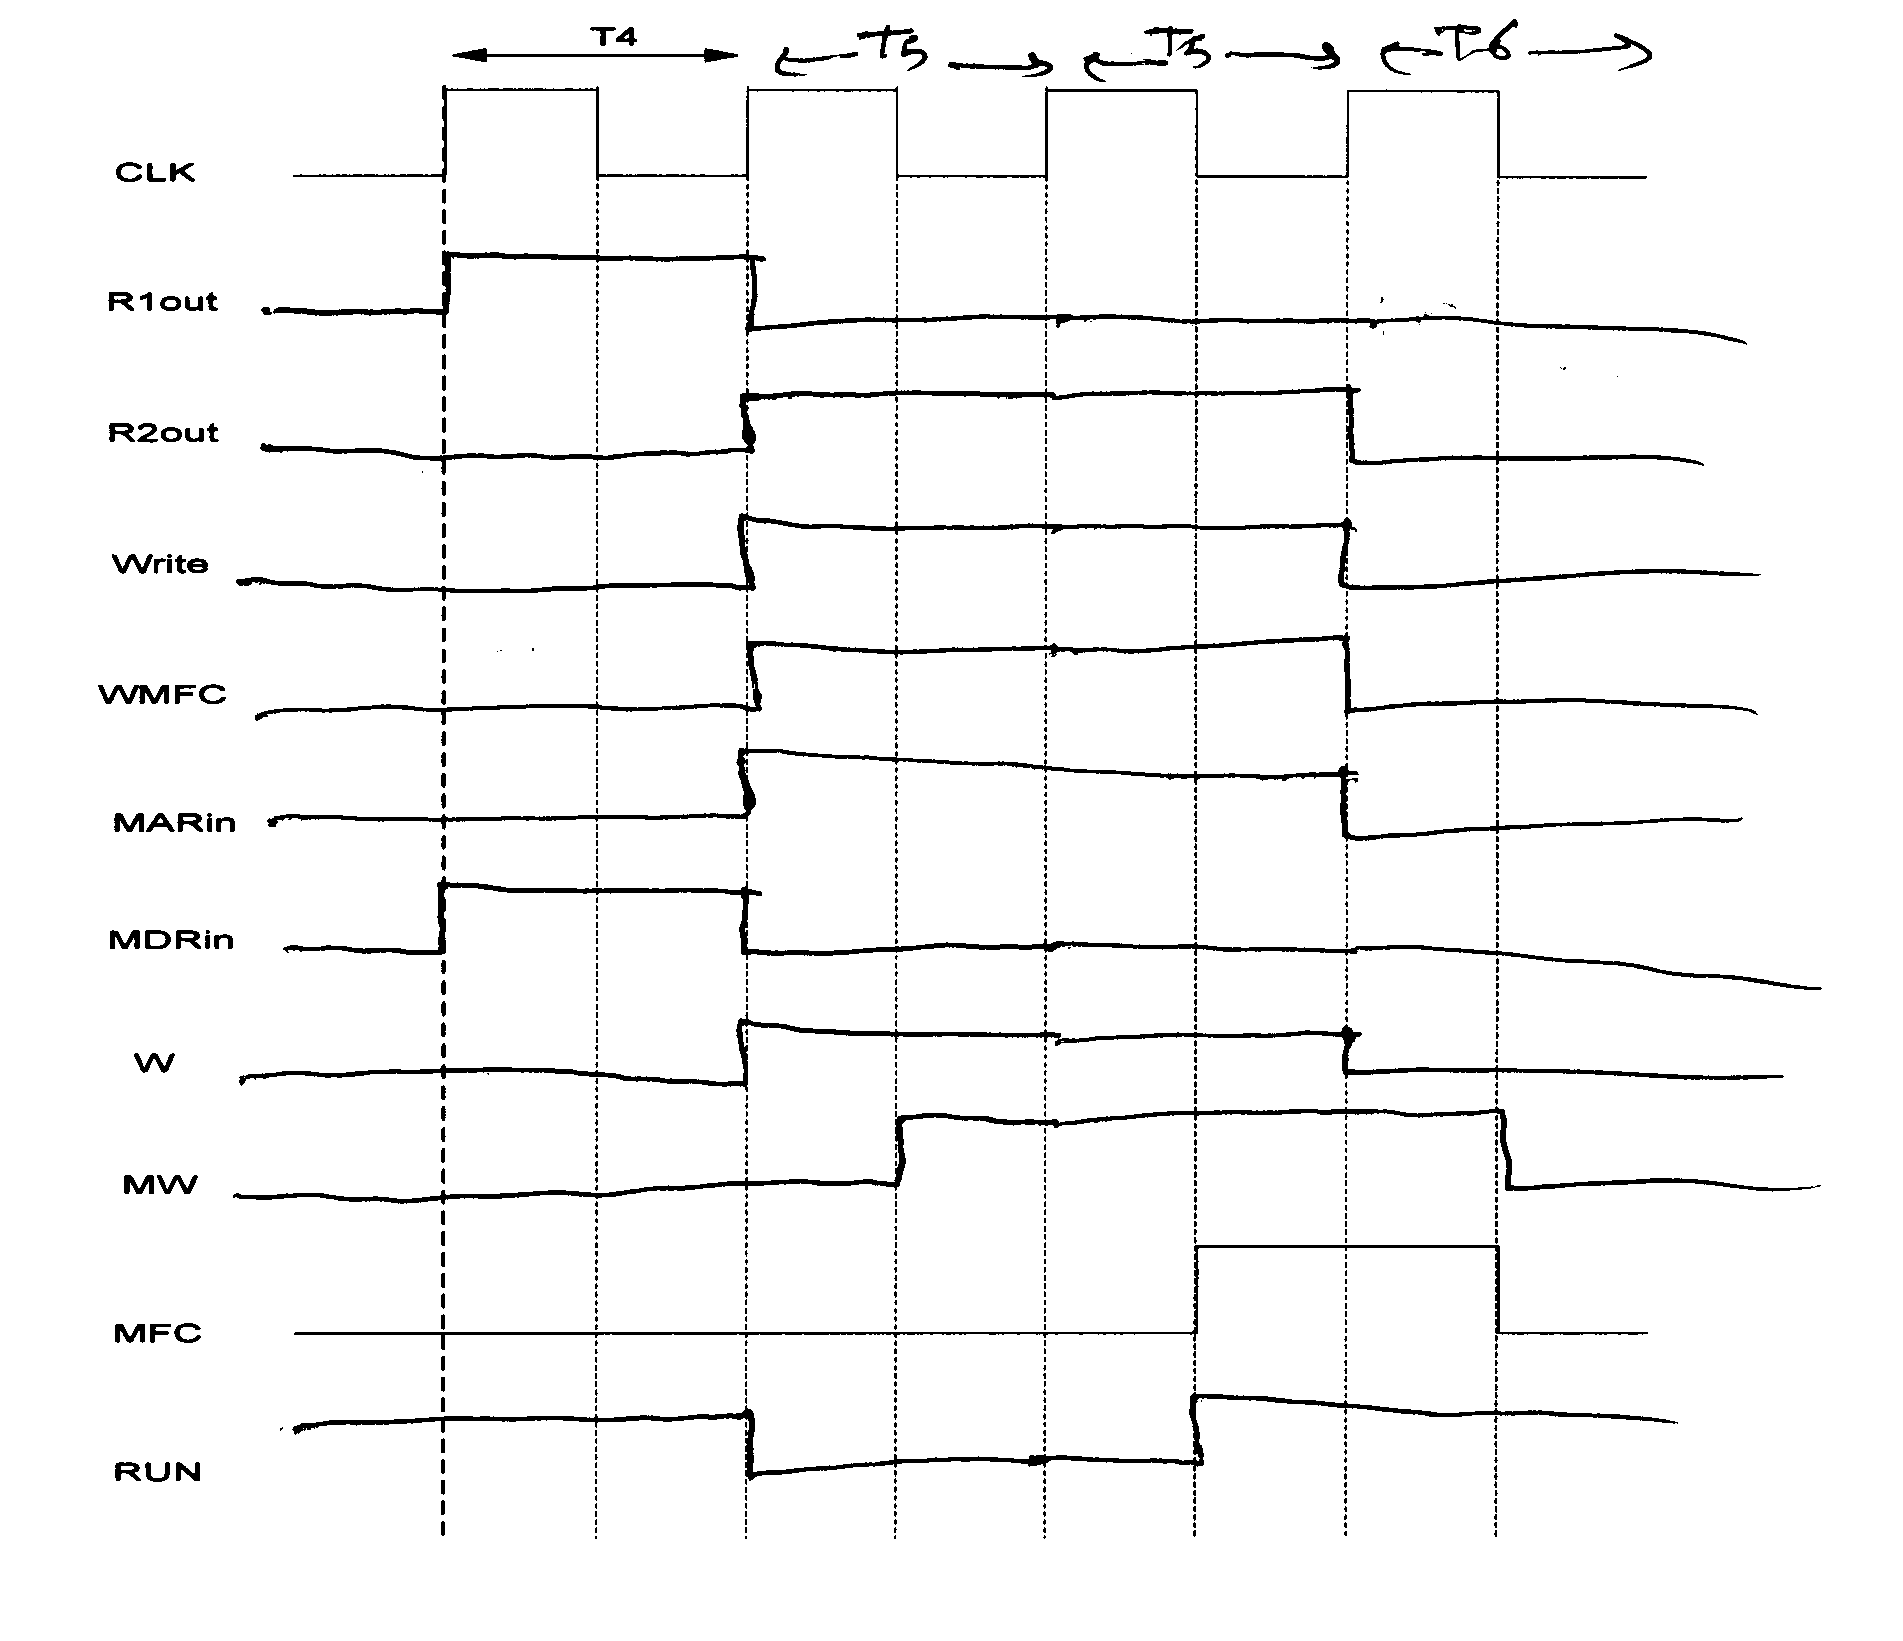 T4 T5 T5 T6
CLK
R1out
R2out
Write
WMFC
MARin
MDRin
W
MW
MFC
RUN